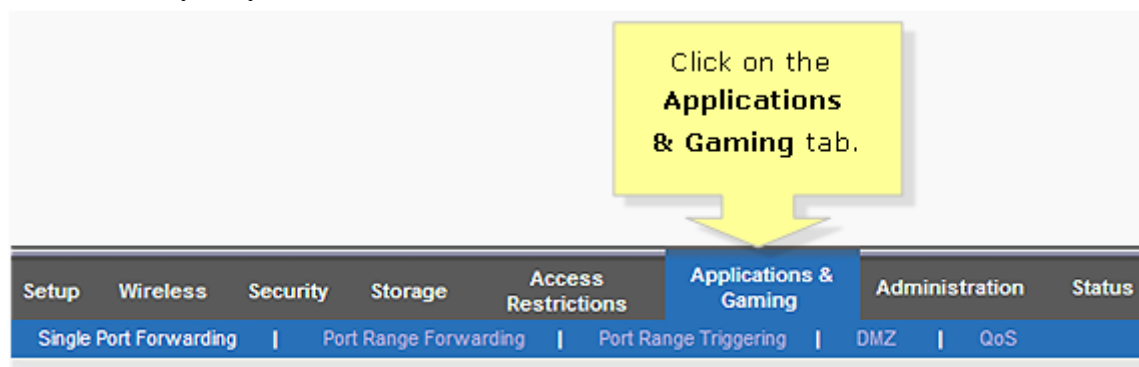 Click on the
Applications
& Gaming tab.
Setup Wireless Security Storage Access Restrictions Applications & Gaming Administration Status
Single Port Forwarding | Port Range Forwarding | Port Range Triggering | DMZ | QoS